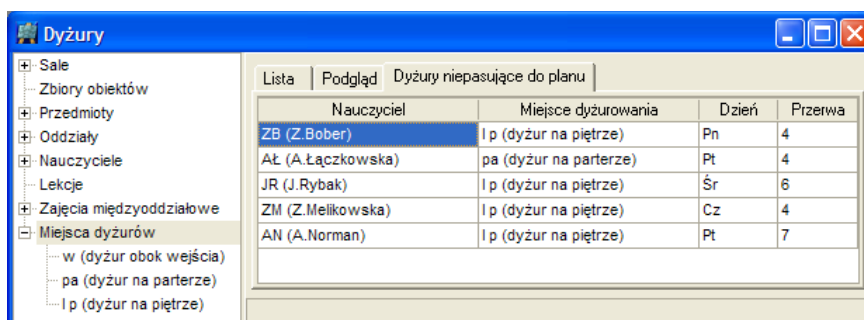 Dyżury
Sale
Zbiory obiektów
Przedmioty
Oddziały
Nauczyciele
Lekcje
Zajęcia międzyoddziałowe
Miejsca dyżurów
w (dyżur obok wejścia)
pa (dyżur na parterze)
I p (dyżur na piętrze)
Lista Podgląd Dyżury niepasujące do planu
Nauczyciel Miejsce dyżurowania Dzień Przerwa
ZB (Z.Bober) I p (dyżur na piętrze) Pn 4
AŁ (A.Łączkowska) pa (dyżur na parterze) Pt 4
JR (J.Rybak) I p (dyżur na piętrze) Śr 6
ZM (Z.Melikowska) I p (dyżur na piętrze) Cz 4
AN (A.Norman) I p (dyżur na piętrze) Pt 7